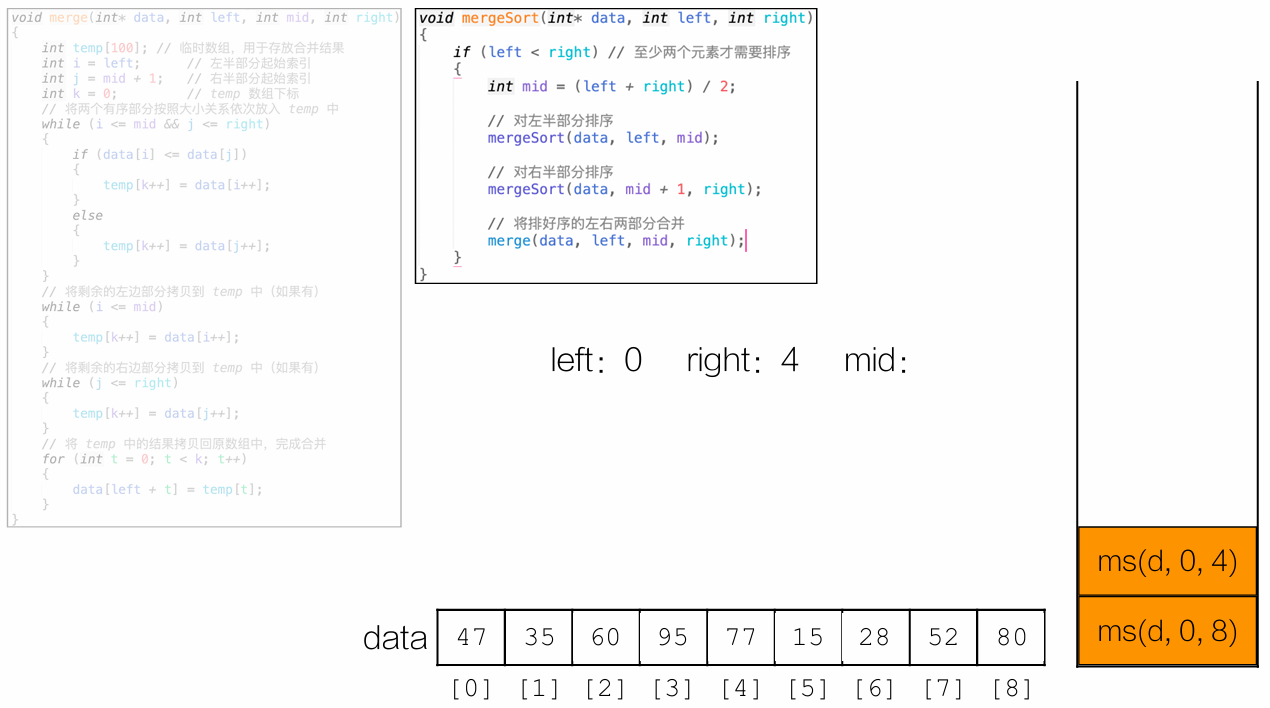 void merge(int* data, int left, int mid, int right)
{
int temp[100]; // 临时数组，用于存放合并结果
int i = left; // 左半部分起始索引
int j = mid + 1; // 右半部分起始索引
int k = 0; // temp 数组下标
// 将两个有序部分按照大小关系依次放入 temp 中
while (i <= mid && j <= right)
{
if (data[i] <= data[j])
{
temp[k++] = data[i++];
}
else
{
temp[k++] = data[j++];
}
}
// 将剩余的左边部分拷贝到 temp 中（如果有）
while (i <= mid)
{
temp[k++] = data[i++];
}
// 将剩余的右边部分拷贝到 temp 中（如果有）
while (j <= right)
{
temp[k++] = data[j++];
}
// 将 temp 中的结果拷贝回原数组中，完成合并
for (int t = 0; t < k; t++)
{
data[left + t] = temp[t];
}
}
void mergeSort(int* data, int left, int right)
{
if (left < right) // 至少两个元素才需要排序
{
int mid = (left + right) / 2;
// 对左半部分排序
mergeSort(data, left, mid);
// 对右半部分排序
mergeSort(data, mid + 1, right);
// 将排好序的左右两部分合并
merge(data, left, mid, right);
}
}
left: 0 right: 4 mid:
ms(d, 0, 4)
ms(d, 0, 8)
data 47 35 60 95 77 15 28 52 80
[0] [1] [2] [3] [4] [5] [6] [7] [8]